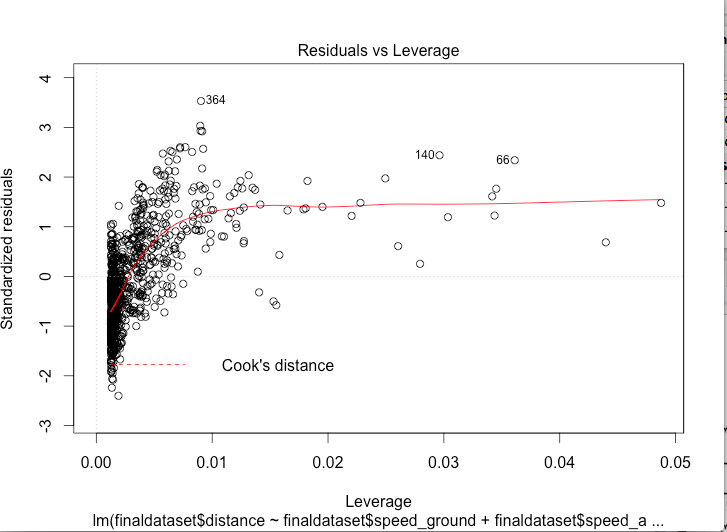 Residuals vs Leverage
Standardized residuals
4
3
2
1
0
-1
-2
-3
364
140
66
Cook's distance
0.00 0.01 0.02 0.03 0.04 0.05
Leverage
lm(finaldataset$distance ~ finaldataset$speed_ground + finaldataset$speed_a ...